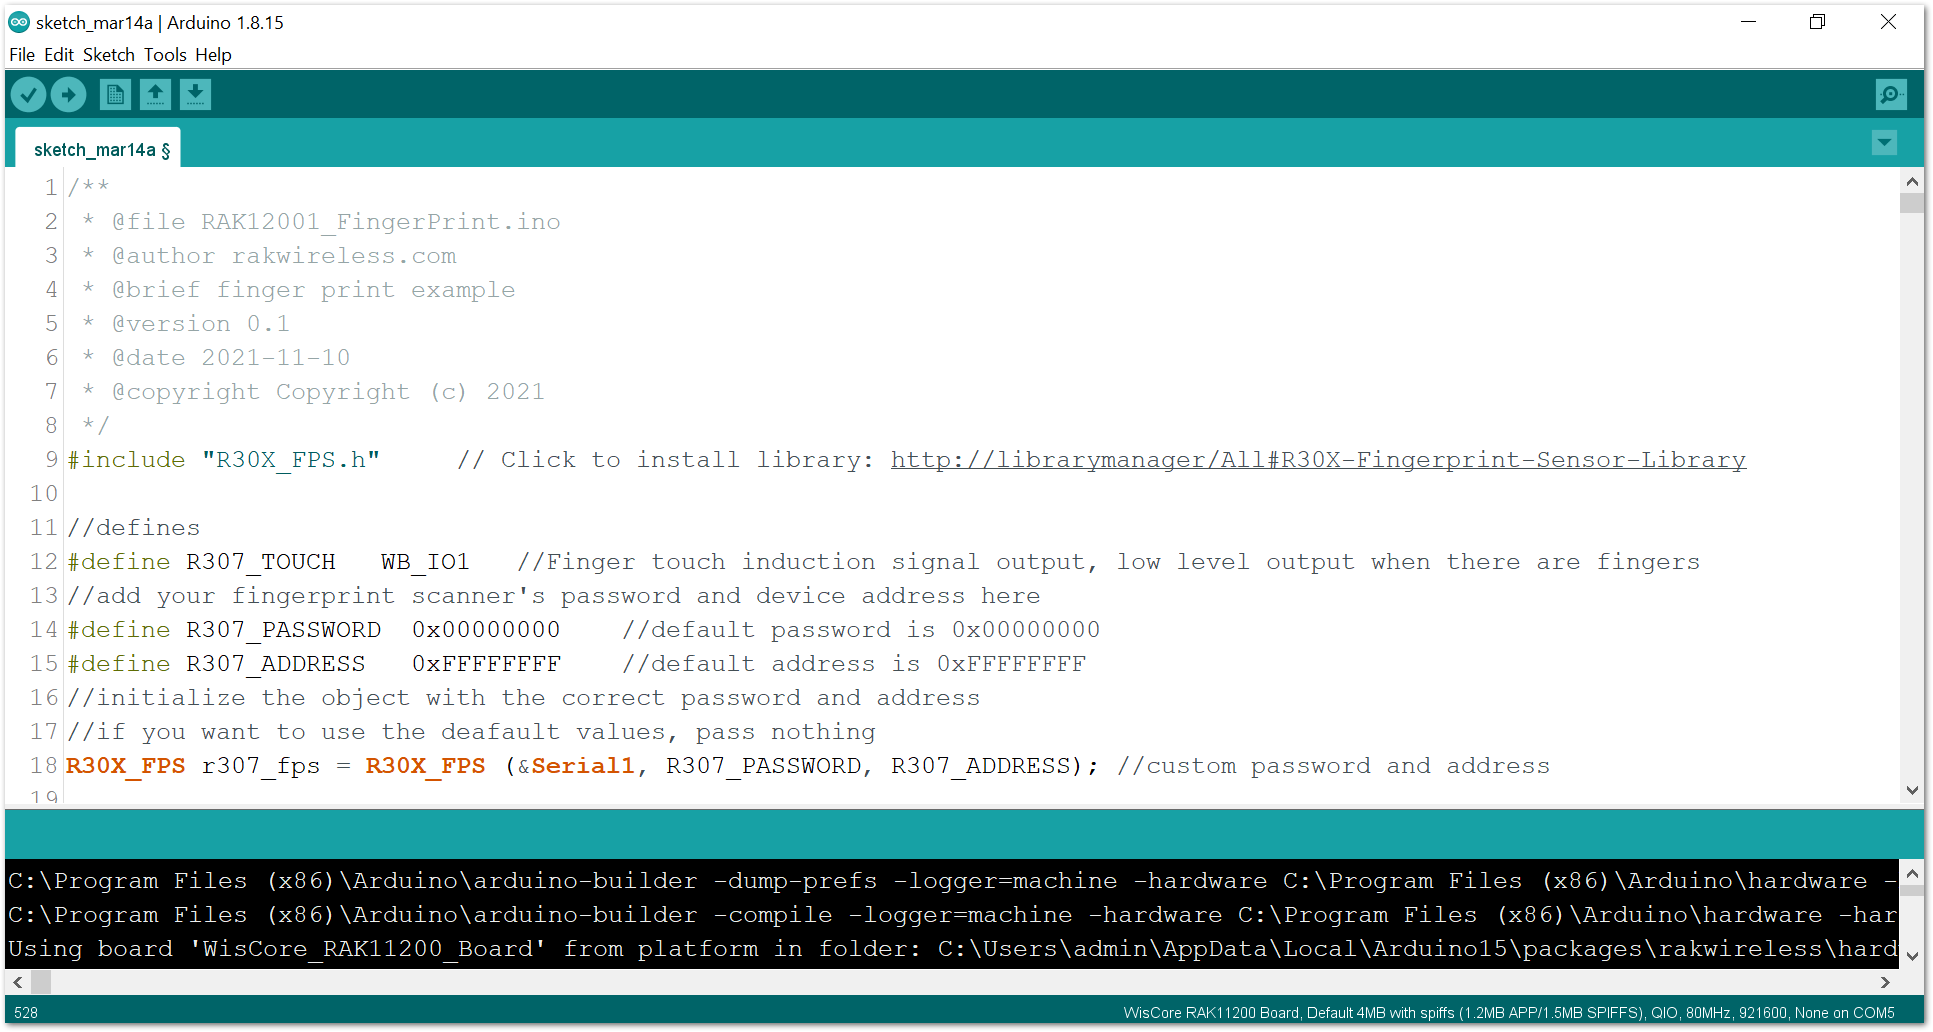 sketch_mar14a | Arduino 1.8.15
File Edit Sketch Tools Help
sketch_mar14a §
1 /**
2  * @file RAK12001_FingerPrint.ino
3  * @author rakwireless.com
4  * @brief finger print example
5  * @version 0.1
6  * @date 2021-11-10
7  * @copyright Copyright (c) 2021
8  */
9 #include "R30X_FPS.h"     // Click to install library: http://librarymanager/All#R30X-Fingerprint-Sensor-Library
10
11 //defines
12 #define R307_TOUCH   WB_IO1   //Finger touch induction signal output, low level output when there are fingers
13 //add your fingerprint scanner's password and device address here
14 #define R307_PASSWORD  0x00000000    //default password is 0x00000000
15 #define R307_ADDRESS   0xFFFFFFFF    //default address is 0xFFFFFFFF
16 //initialize the object with the correct password and address
17 //if you want to use the deafault values, pass nothing
18 R30X_FPS r307_fps = R30X_FPS (&Serial1, R307_PASSWORD, R307_ADDRESS); //custom password and address
19
C:\Program Files (x86)\Arduino\arduino-builder -dump-prefs -logger=machine -hardware C:\Program Files (x86)\Arduino\hardware -
C:\Program Files (x86)\Arduino\arduino-builder -compile -logger=machine -hardware C:\Program Files (x86)\Arduino\hardware -har
Using board 'WisCore_RAK11200_Board' from platform in folder: C:\Users\admin\AppData\Local\Arduino15\packages\rakwireless\hard
528
WisCore RAK11200 Board, Default 4MB with spiffs (1.2MB APP/1.5MB SPIFFS), QIO, 80MHz, 921600, None on COM5